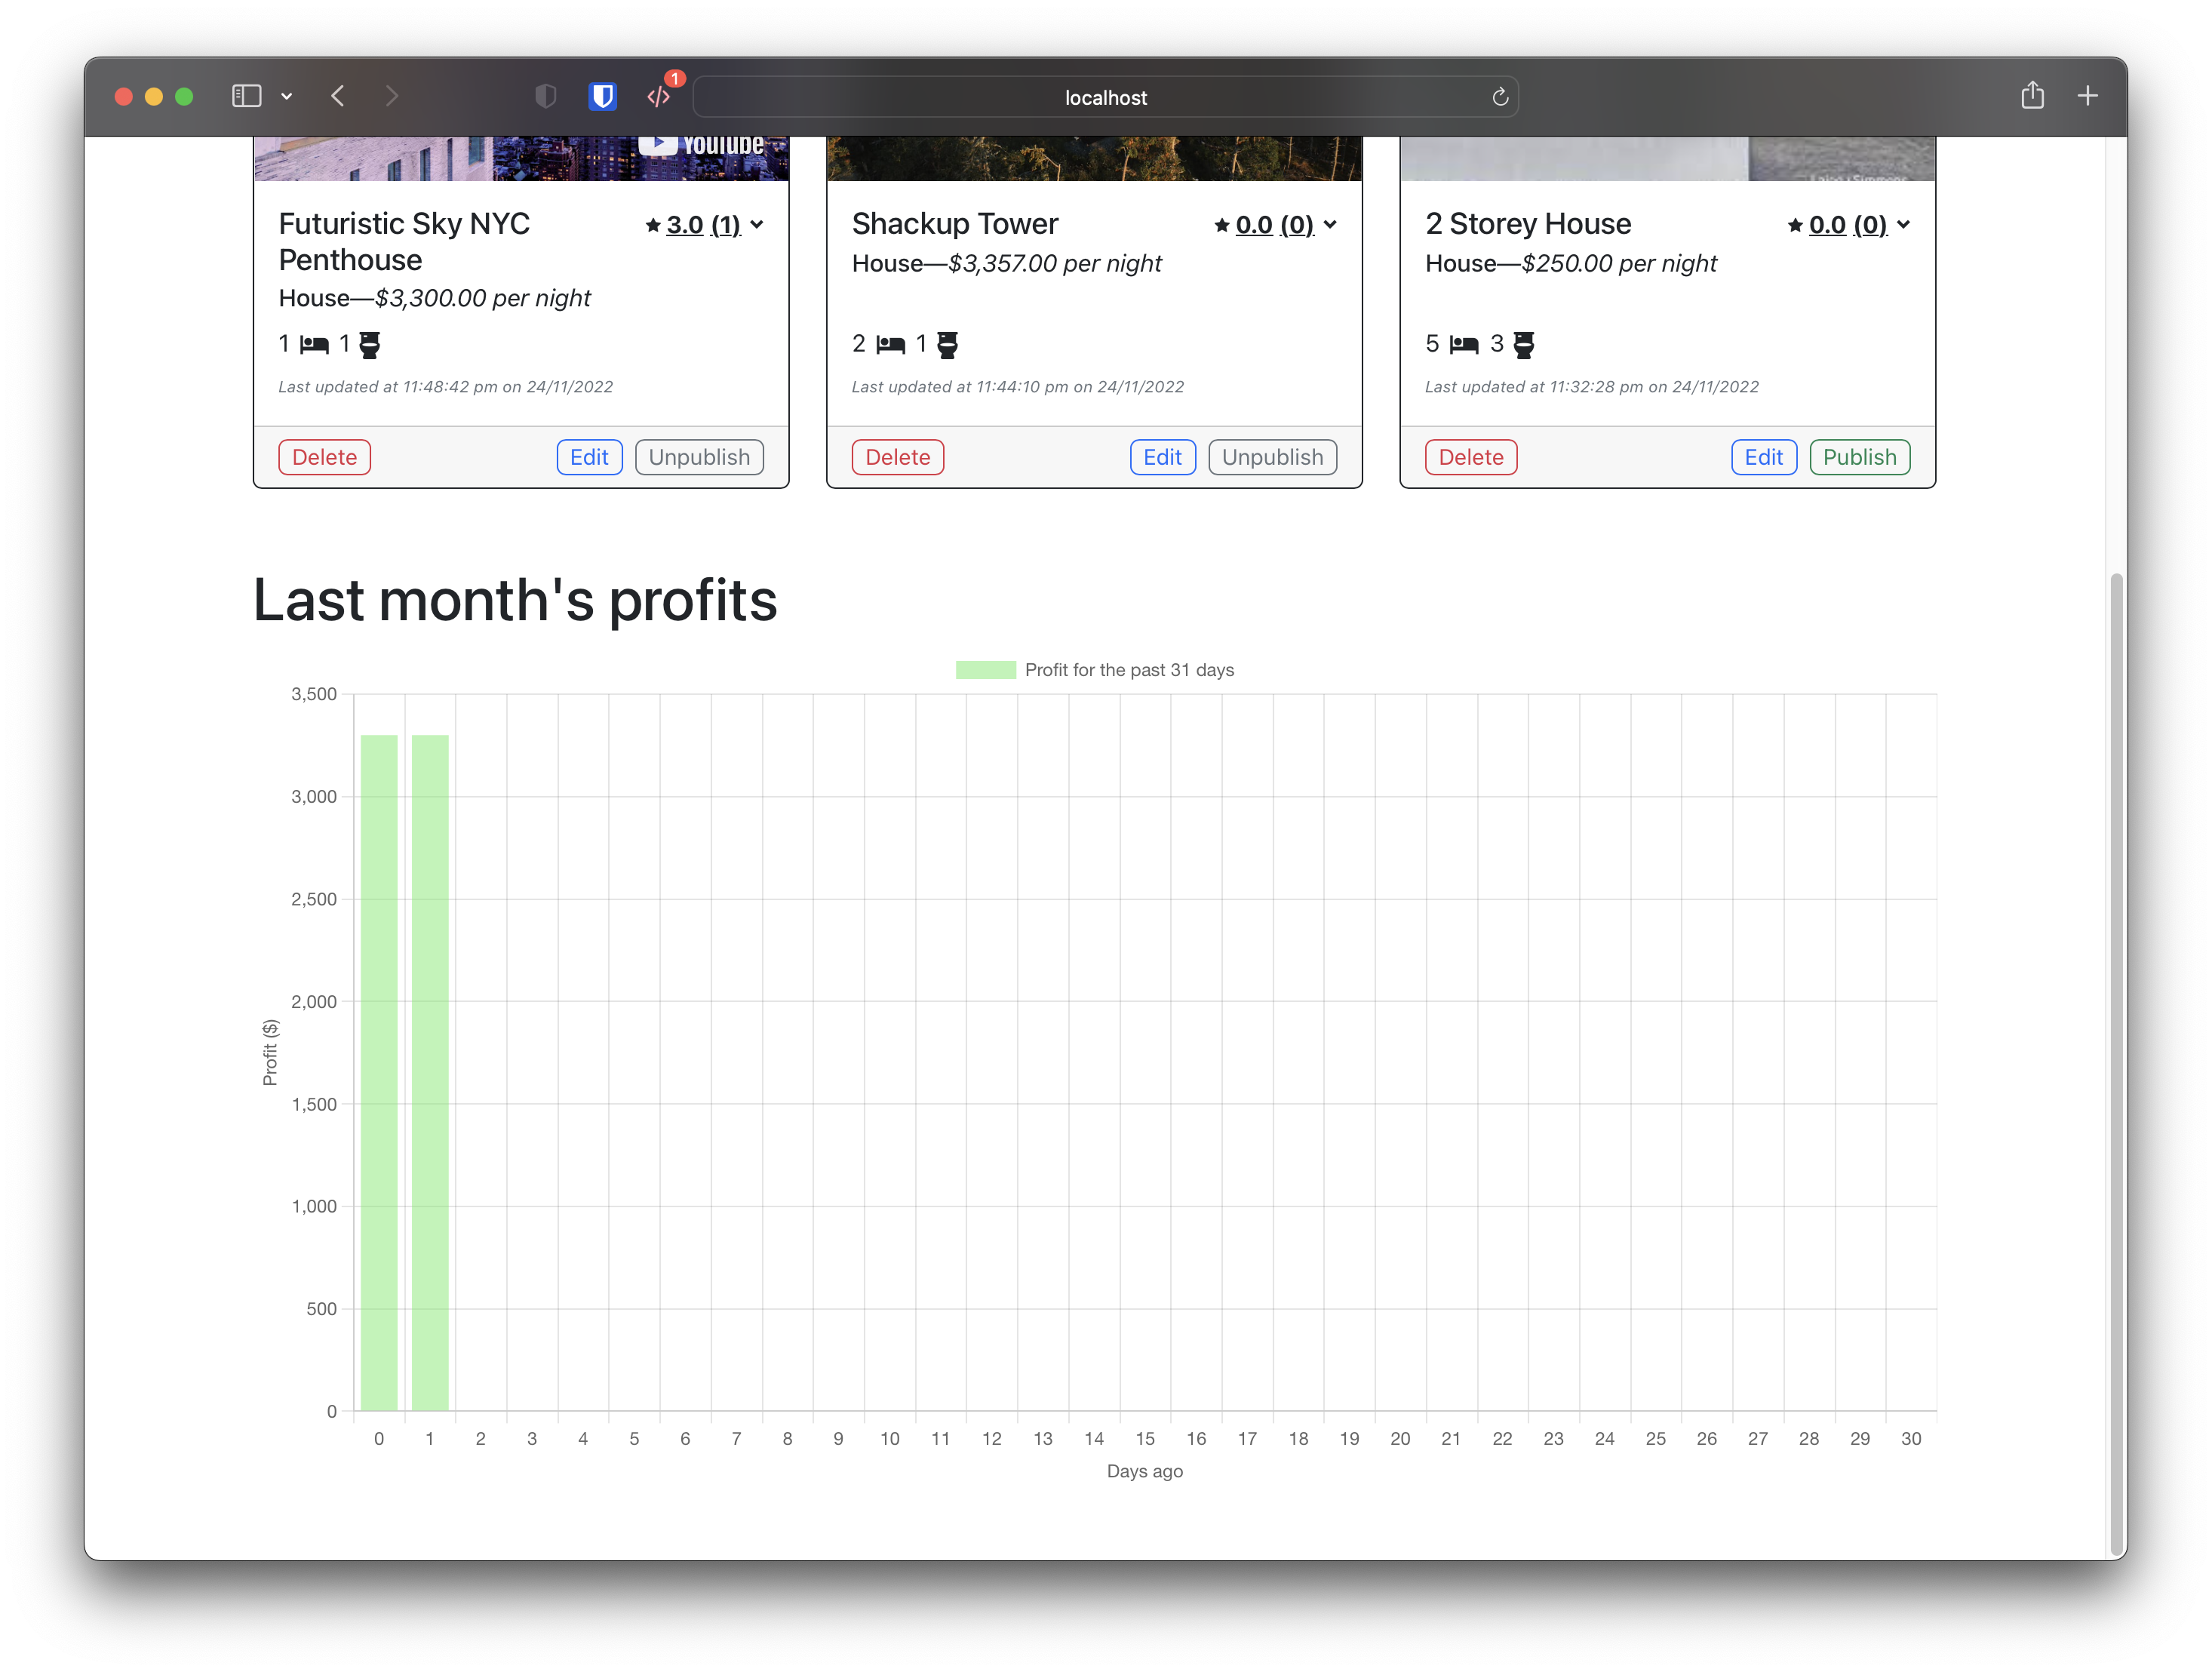 1
localhost
YouTube
Futuristic Sky NYC
Penthouse
3.0 (1)
House—$3,300.00 per night
1 1
Last updated at 11:48:42 pm on 24/11/2022
Delete Edit Unpublish
Shackup Tower
0.0 (0)
House—$3,357.00 per night
2 1
Last updated at 11:44:10 pm on 24/11/2022
Delete Edit Unpublish
2 Storey House
0.0 (0)
House—$250.00 per night
5 3
Last updated at 11:32:28 pm on 24/11/2022
Delete Edit Publish
Last month's profits
Profit for the past 31 days
3,500
3,000
2,500
2,000
1,500
1,000
500
0
Profit ($)
0 1 2 3 4 5 6 7 8 9 10 11 12 13 14 15 16 17 18 19 20 21 22 23 24 25 26 27 28 29 30
Days ago